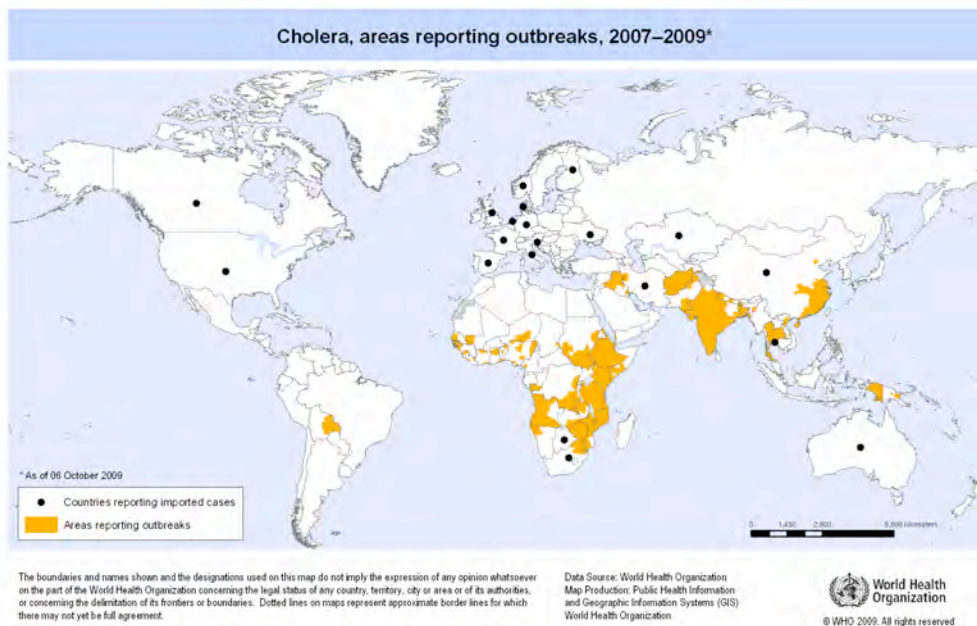 Cholera, areas reporting outbreaks, 2007–2009*
* As of 06 October 2009
Countries reporting imported cases
Areas reporting outbreaks
0 1,450 2,900 5,800 Kilometers
The boundaries and names shown and the designations used on this map do not imply the expression of any opinion whatsoever
on the part of the World Health Organization concerning the legal status of any country, territory, city or area or of its authorities,
or concerning the delimitation of its frontiers or boundaries. Dotted lines on maps represent approximate border lines for which
there may not yet be full agreement.
Data Source: World Health Organization
Map Production: Public Health Information
and Geographic Information Systems (GIS)
World Health Organization
World Health
Organization
© WHO 2009. All rights reserved